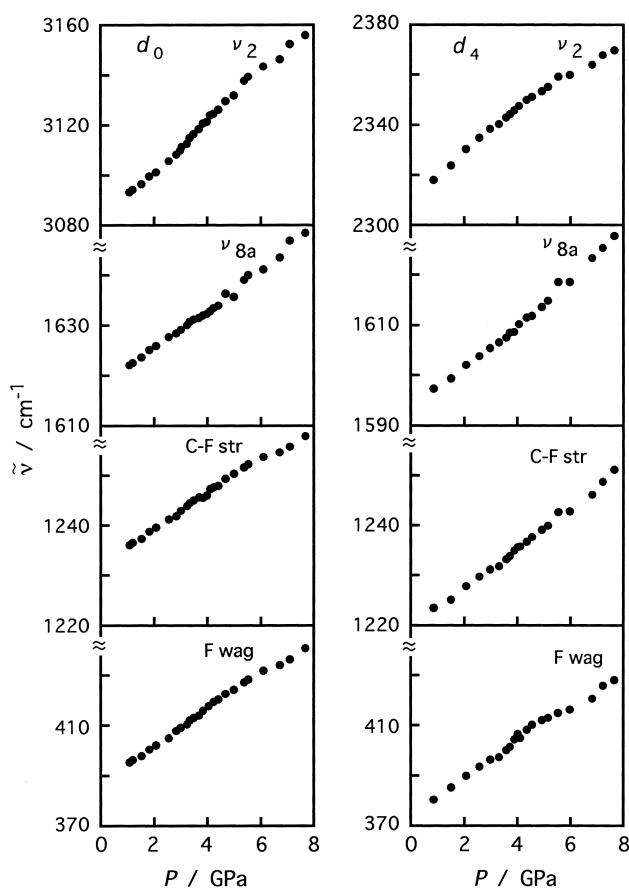 3160
d0 ν2
3120
3080
ν8a
1630
1610
C-F str
1240
1220
F wag
410
370
0 2 4 6 8
P / GPa
ν̃ / cm-1
2380
d4 ν2
2340
2300
ν8a
1610
1590
C-F str
1240
1220
F wag
410
370
0 2 4 6 8
P / GPa